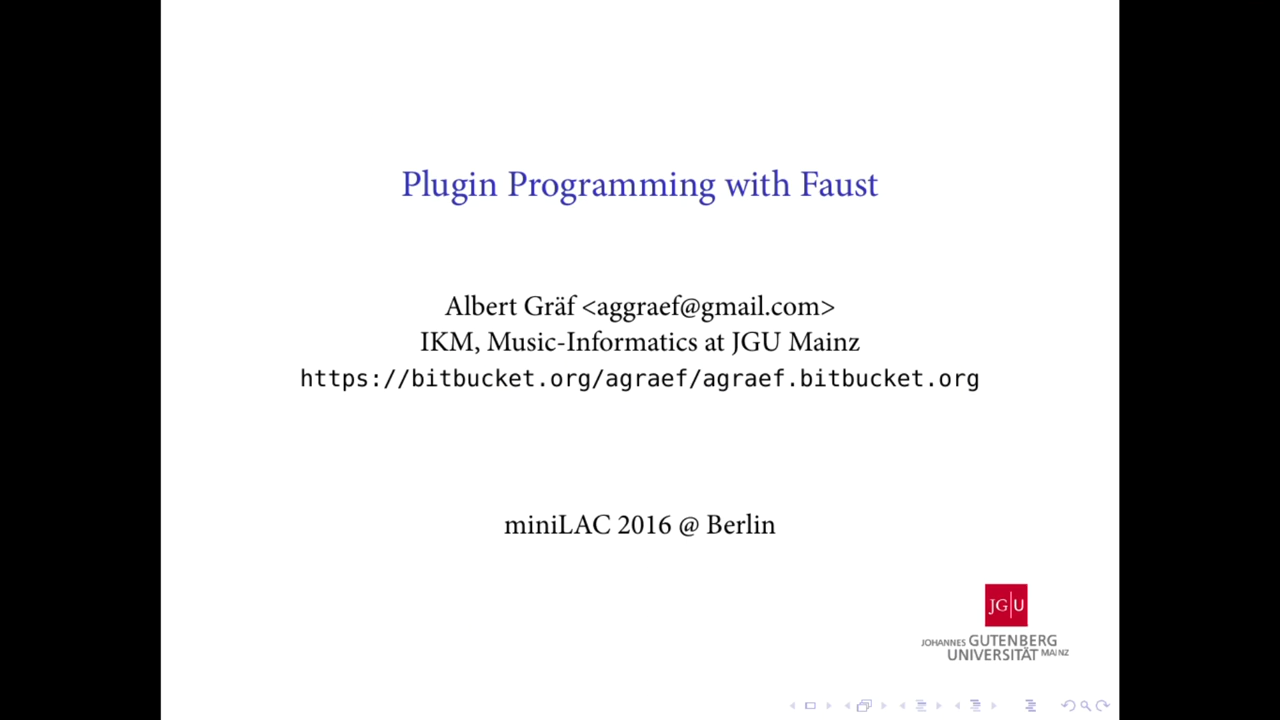 Plugin Programming with Faust
Albert Gräf <aggraef@gmail.com>
IKM, Music-Informatics at JGU Mainz
https://bitbucket.org/agraef/agraef.bitbucket.org
miniLAC 2016 @ Berlin
JG|U
JOHANNES GUTENBERG
UNIVERSITÄT MAINZ